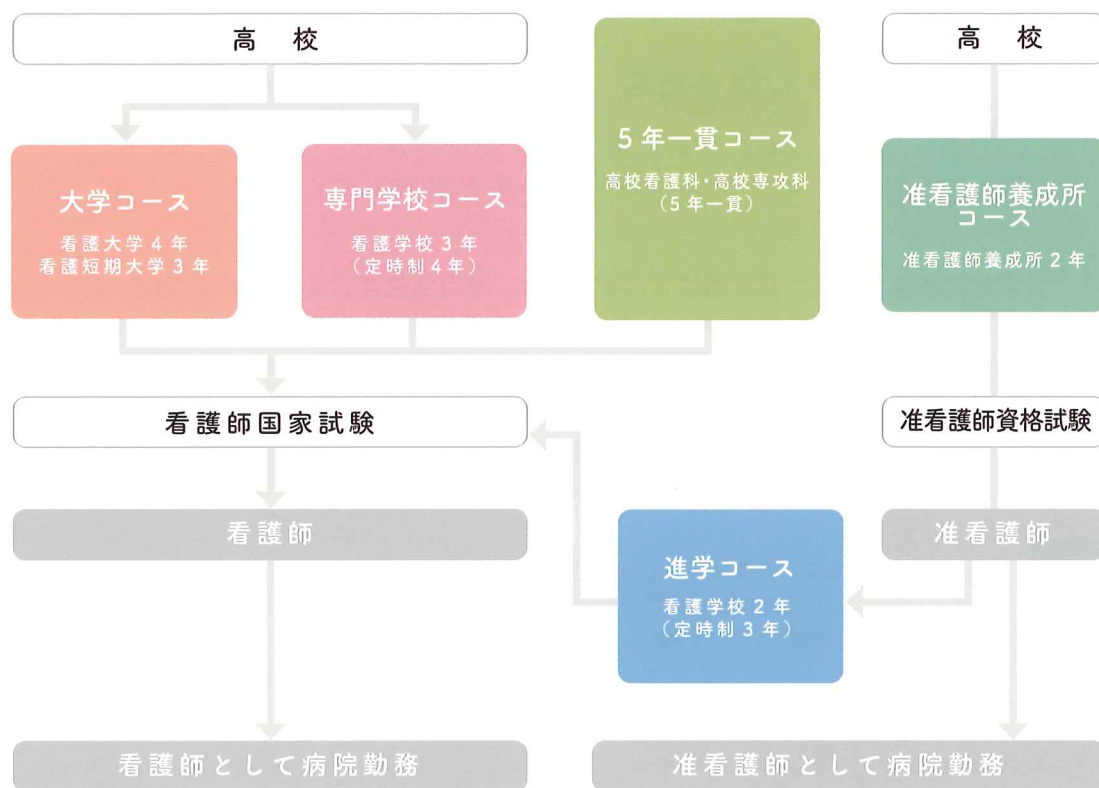 高 校
大学コース
看護大学4年
看護短期大学3年
専門学校コース
看護学校3年
（定時制4年）
5年一貫コース
高校看護科・高校専攻科
（5年一貫）
高 校
准看護師養成所
コース
准看護師養成所2年
看護師国家試験
准看護師資格試験
看護師
准看護師
進学コース
看護学校2年
（定時制3年）
看護師として病院勤務
准看護師として病院勤務